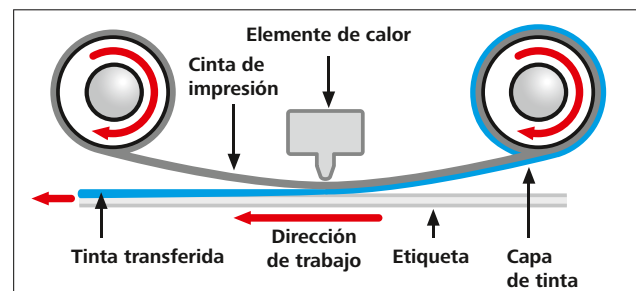 Elemente de calor
Cinta de
impresión
Tinta transferida
Dirección
de trabajo
Etiqueta
Capa
de tinta